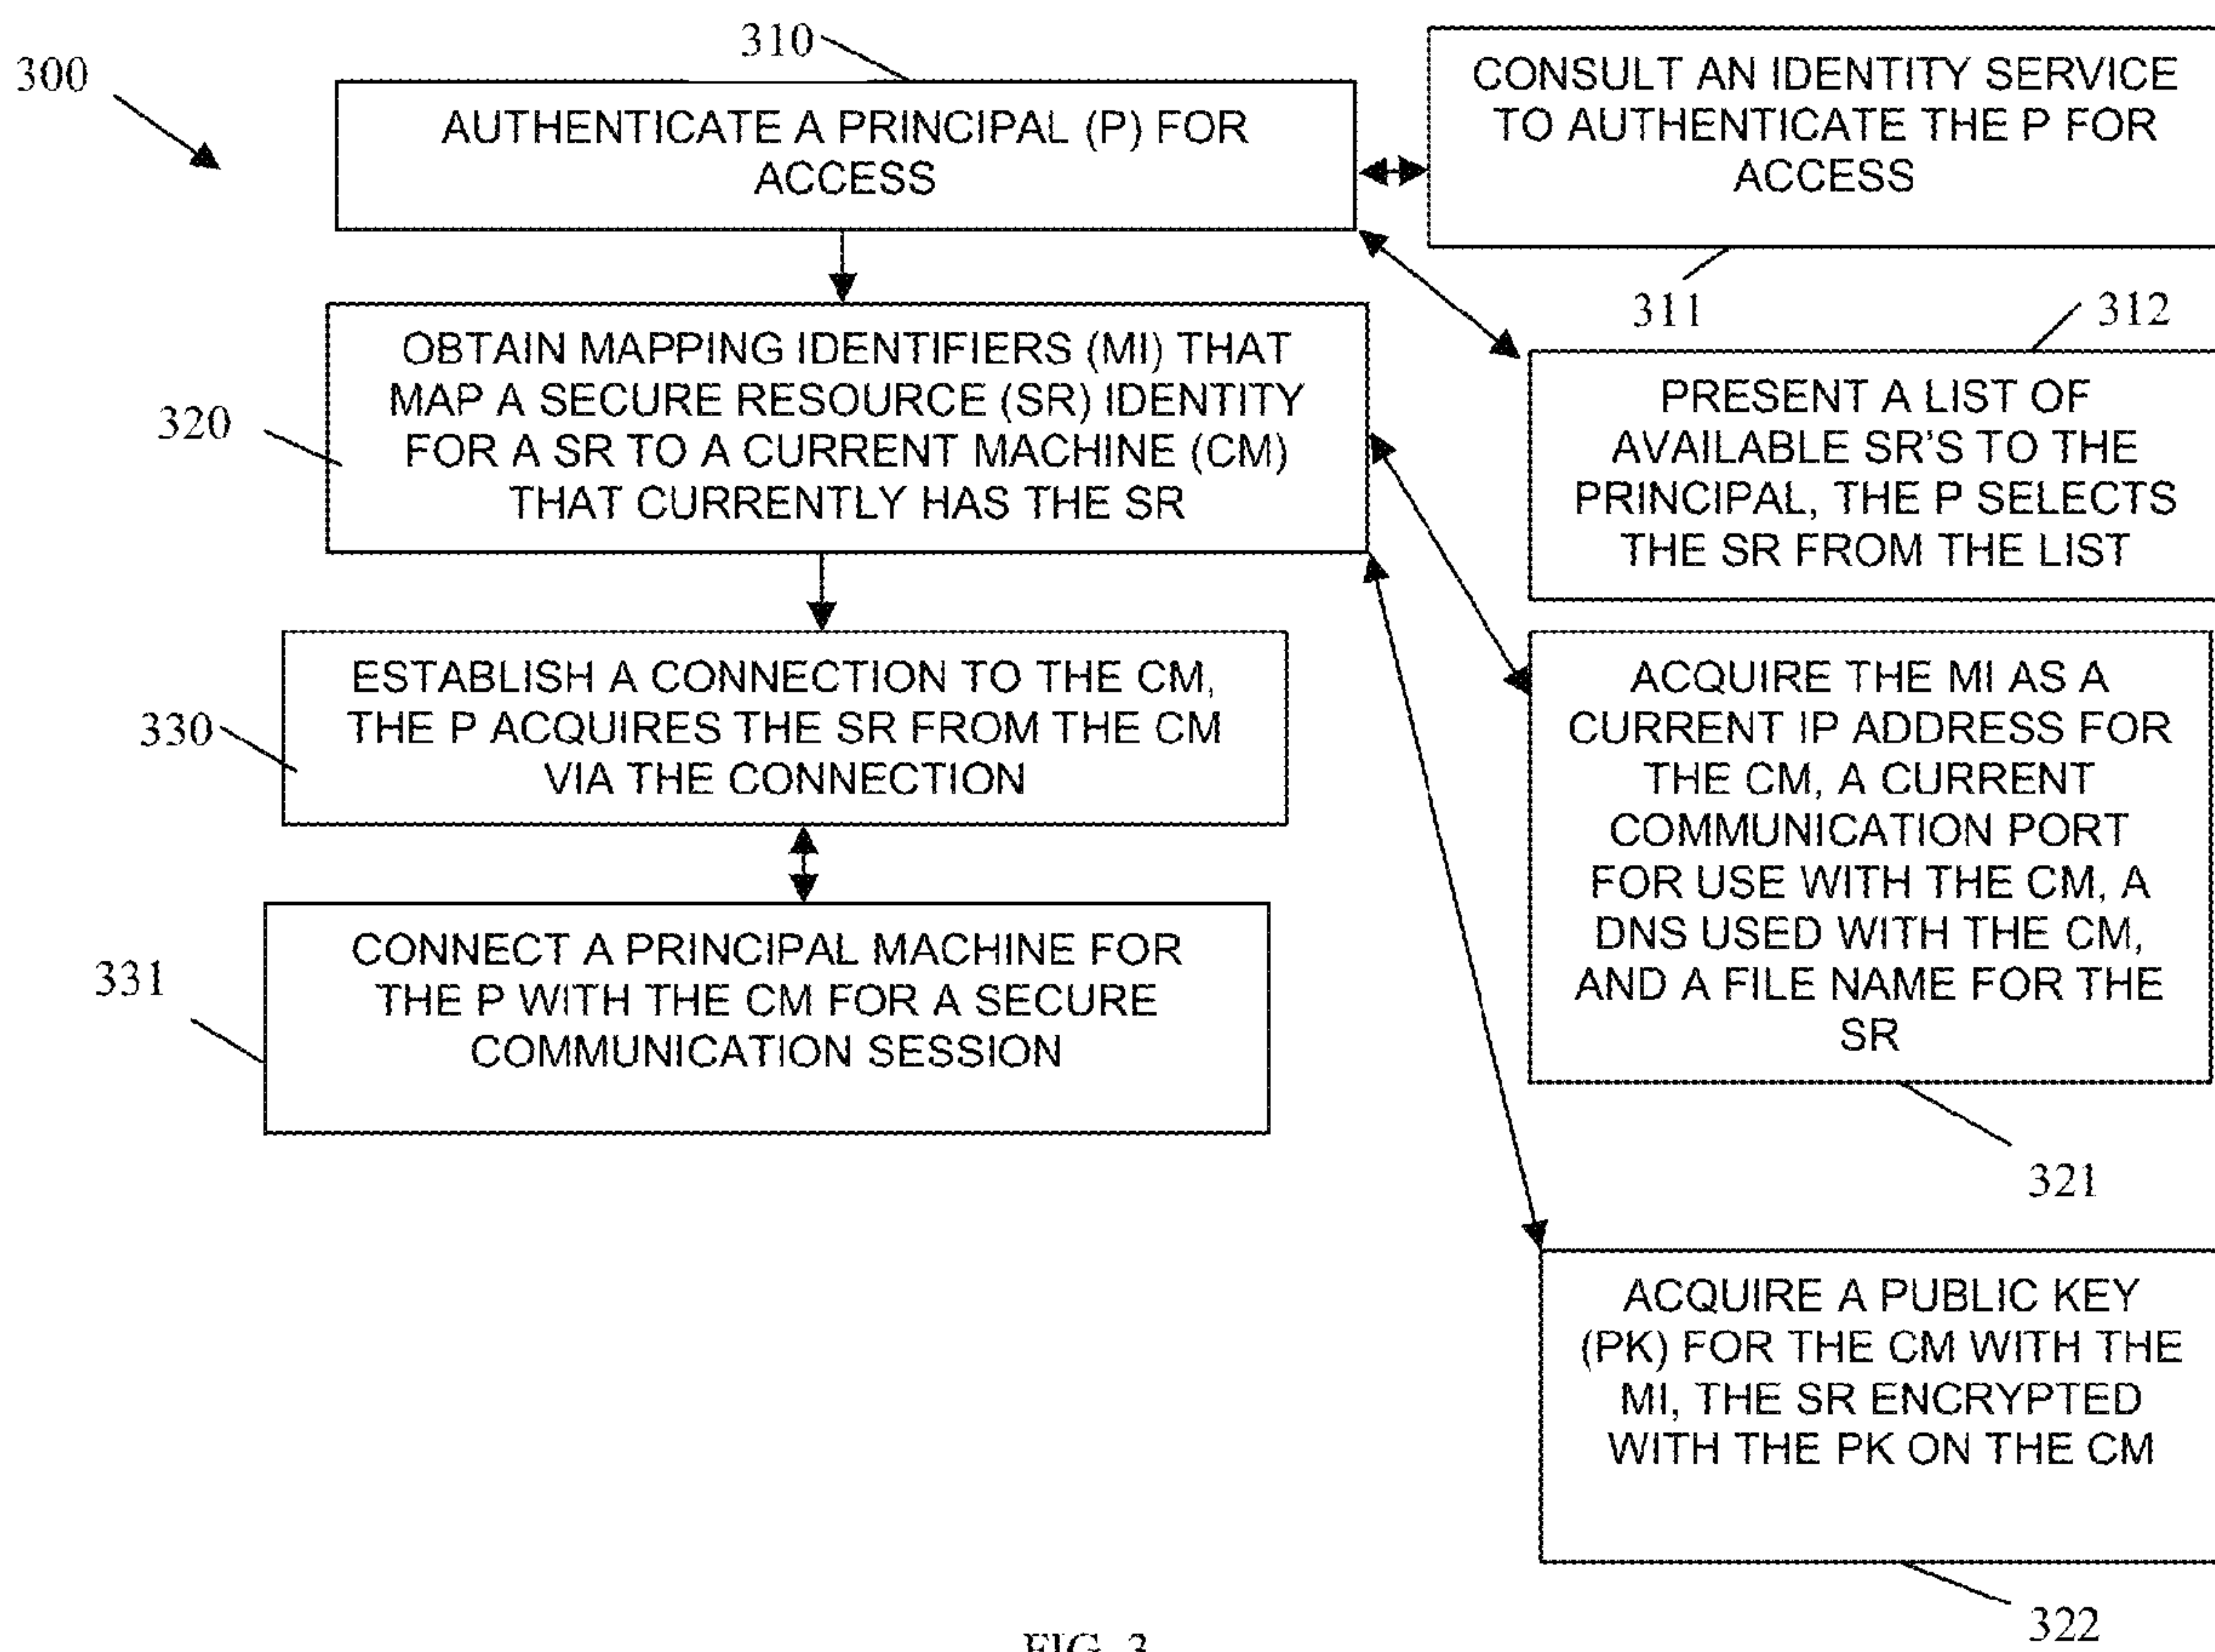 300
310
AUTHENTICATE A PRINCIPAL (P) FOR
ACCESS
CONSULT AN IDENTITY SERVICE
TO AUTHENTICATE THE P FOR
ACCESS
311
312
PRESENT A LIST OF
AVAILABLE SR'S TO THE
PRINCIPAL, THE P SELECTS
THE SR FROM THE LIST
320
OBTAIN MAPPING IDENTIFIERS (MI) THAT
MAP A SECURE RESOURCE (SR) IDENTITY
FOR A SR TO A CURRENT MACHINE (CM)
THAT CURRENTLY HAS THE SR
ACQUIRE THE MI AS A
CURRENT IP ADDRESS FOR
THE CM, A CURRENT
COMMUNICATION PORT
FOR USE WITH THE CM, A
DNS USED WITH THE CM,
AND A FILE NAME FOR THE
SR
321
330
ESTABLISH A CONNECTION TO THE CM,
THE P ACQUIRES THE SR FROM THE CM
VIA THE CONNECTION
331
CONNECT A PRINCIPAL MACHINE FOR
THE P WITH THE CM FOR A SECURE
COMMUNICATION SESSION
ACQUIRE A PUBLIC KEY
(PK) FOR THE CM WITH THE
MI, THE SR ENCRYPTED
WITH THE PK ON THE CM
322
FIG. 3